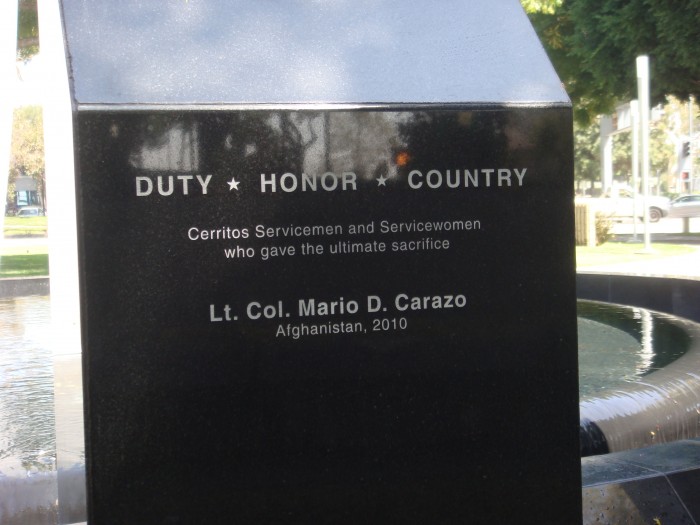 DUTY ★ HONOR ★ COUNTRY
Cerritos Servicemen and Servicewomen
who gave the ultimate sacrifice
Lt. Col. Mario D. Carazo
Afghanistan, 2010